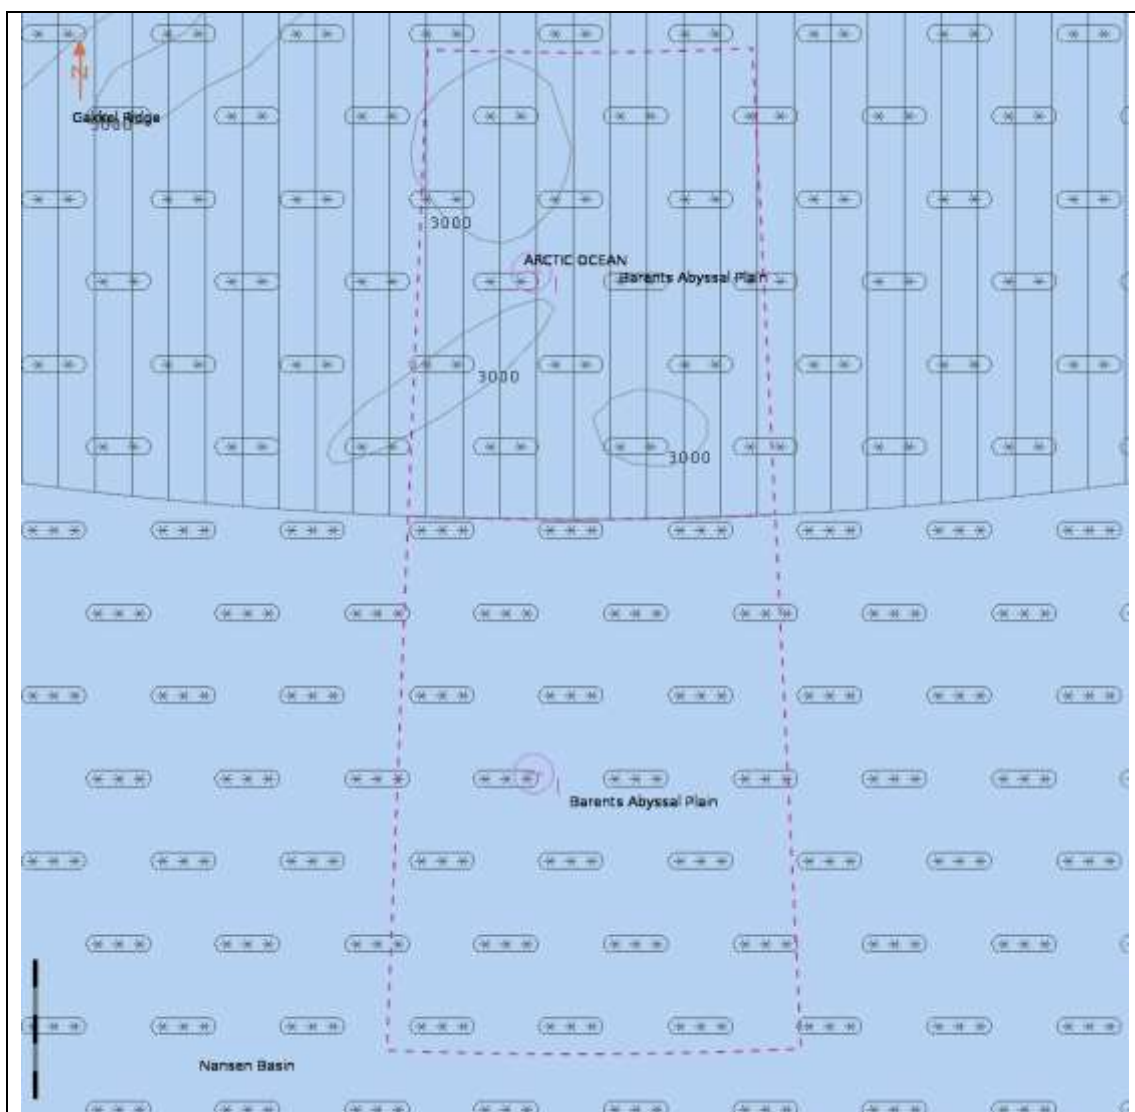 N
Gakkel Ridge
3000
3000
ARCTIC OCEAN
Barents Abyssal Plain
3000
3000
Barents Abyssal Plain
Nansen Basin